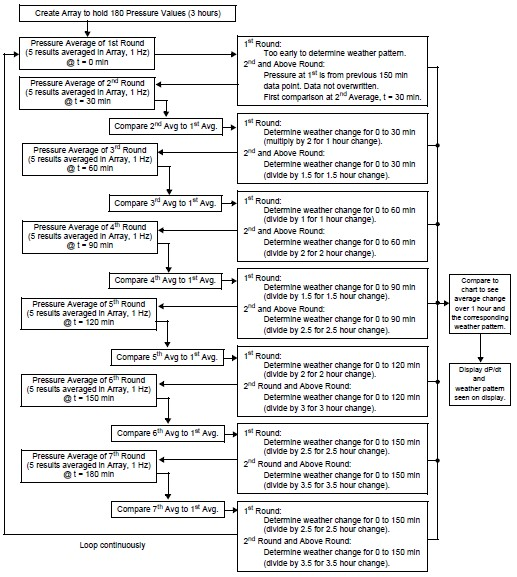 Create Array to hold 180 Pressure Values (3 hours)
Pressure Average of 1st Round
(5 results averaged in Array, 1 Hz)
@ t = 0 min
1st Round:
Too early to determine weather pattern.
2nd and Above Round:
Pressure at 1st is from previous 150 min
data point. Data not overwritten.
First comparison at 2nd Average, t = 30 min.
Pressure Average of 2nd Round
(5 results averaged in Array, 1 Hz)
@ t = 30 min
Compare 2nd Avg to 1st Avg.
1st Round:
Determine weather change for 0 to 30 min
(multiply by 2 for 1 hour change).
2nd and Above Round:
Determine weather change for 0 to 30 min
(divide by 1.5 for 1.5 hour change).
Pressure Average of 3rd Round
(5 results averaged in Array, 1 Hz)
@ t = 60 min
Compare 3rd Avg to 1st Avg.
1st Round:
Determine weather change for 0 to 60 min
(divide by 1 for 1 hour change).
2nd and Above Round:
Determine weather change for 0 to 60 min
(divide by 2 for 2 hour change).
Pressure Average of 4th Round
(5 results averaged in Array, 1 Hz)
@ t = 90 min
Compare 4th Avg to 1st Avg.
1st Round:
Determine weather change for 0 to 90 min
(divide by 1.5 for 1.5 hour change).
2nd and Above Round:
Determine weather change for 0 to 90 min
(divide by 2.5 for 2.5 hour change).
Pressure Average of 5th Round
(5 results averaged in Array, 1 Hz)
@ t = 120 min
Compare 5th Avg to 1st Avg.
1st Round:
Determine weather change for 0 to 120 min
(divide by 2 for 2 hour change).
2nd Round and Above Round:
Determine weather change for 0 to 120 min
(divide by 3 for 3 hour change).
Pressure Average of 6th Round
(5 results averaged in Array, 1 Hz)
@ t = 150 min
Compare 6th Avg to 1st Avg.
1st Round:
Determine weather change for 0 to 150 min
(divide by 2.5 for 2.5 hour change).
2nd Round and Above Round:
Determine weather change for 0 to 150 min
(divide by 3.5 for 3.5 hour change).
Pressure Average of 7th Round
(5 results averaged in Array, 1 Hz)
@ t = 180 min
Compare 7th Avg to 1st Avg.
1st Round:
Determine weather change for 0 to 150 min
(divide by 2.5 for 2.5 hour change).
2nd Round and Above Round:
Determine weather change for 0 to 150 min
(divide by 3.5 for 3.5 hour change).
Loop continuously
Compare to
chart to see
average change
over 1 hour and
the corresponding
weather pattern.
Display dP/dt
and
weather pattern
seen on display.